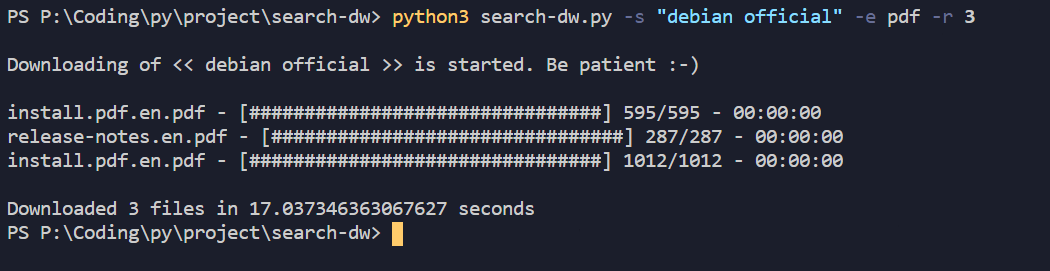 PS P:\Coding\py\project\search-dw> python3 search-dw.py -s "debian official" -e pdf -r 3
Downloading of << debian official >> is started. Be patient :-)
install.pdf.en.pdf - [################################] 595/595 - 00:00:00
release-notes.en.pdf - [################################] 287/287 - 00:00:00
install.pdf.en.pdf - [################################] 1012/1012 - 00:00:00
Downloaded 3 files in 17.037346363067627 seconds
PS P:\Coding\py\project\search-dw>